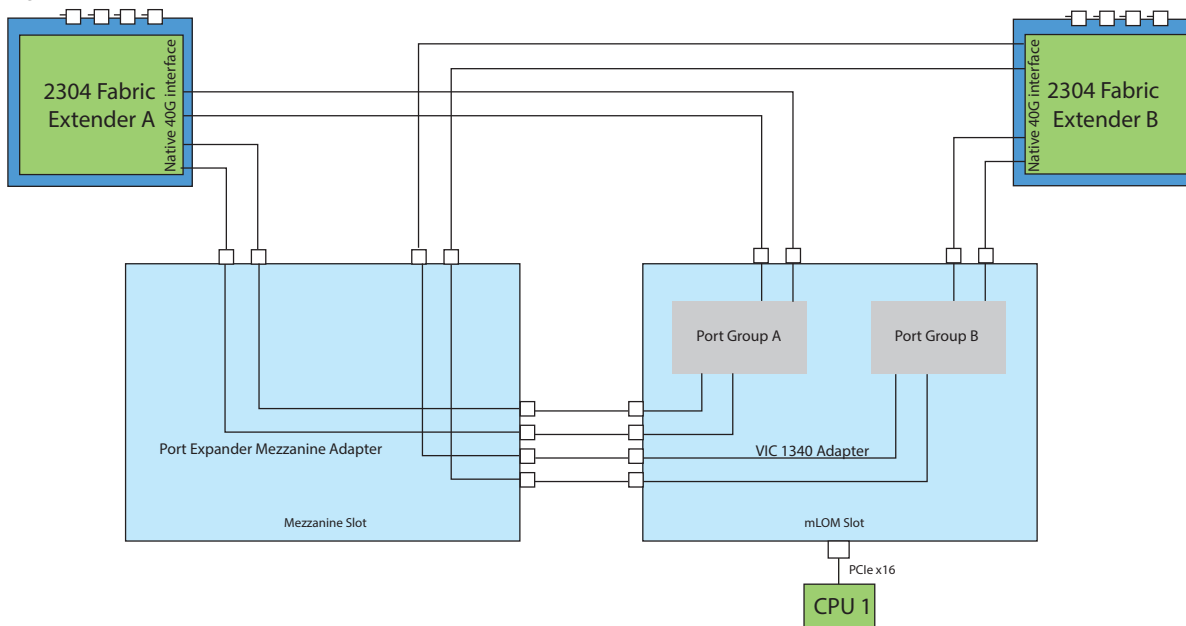 2304 Fabric
Extender A
Native 40G interface
Native 40G interface
2304 Fabric
Extender B
Port Group A
Port Group B
Port Expander Mezzanine Adapter
VIC 1340 Adapter
Mezzanine Slot
mLOM Slot
PCIe x16
CPU 1